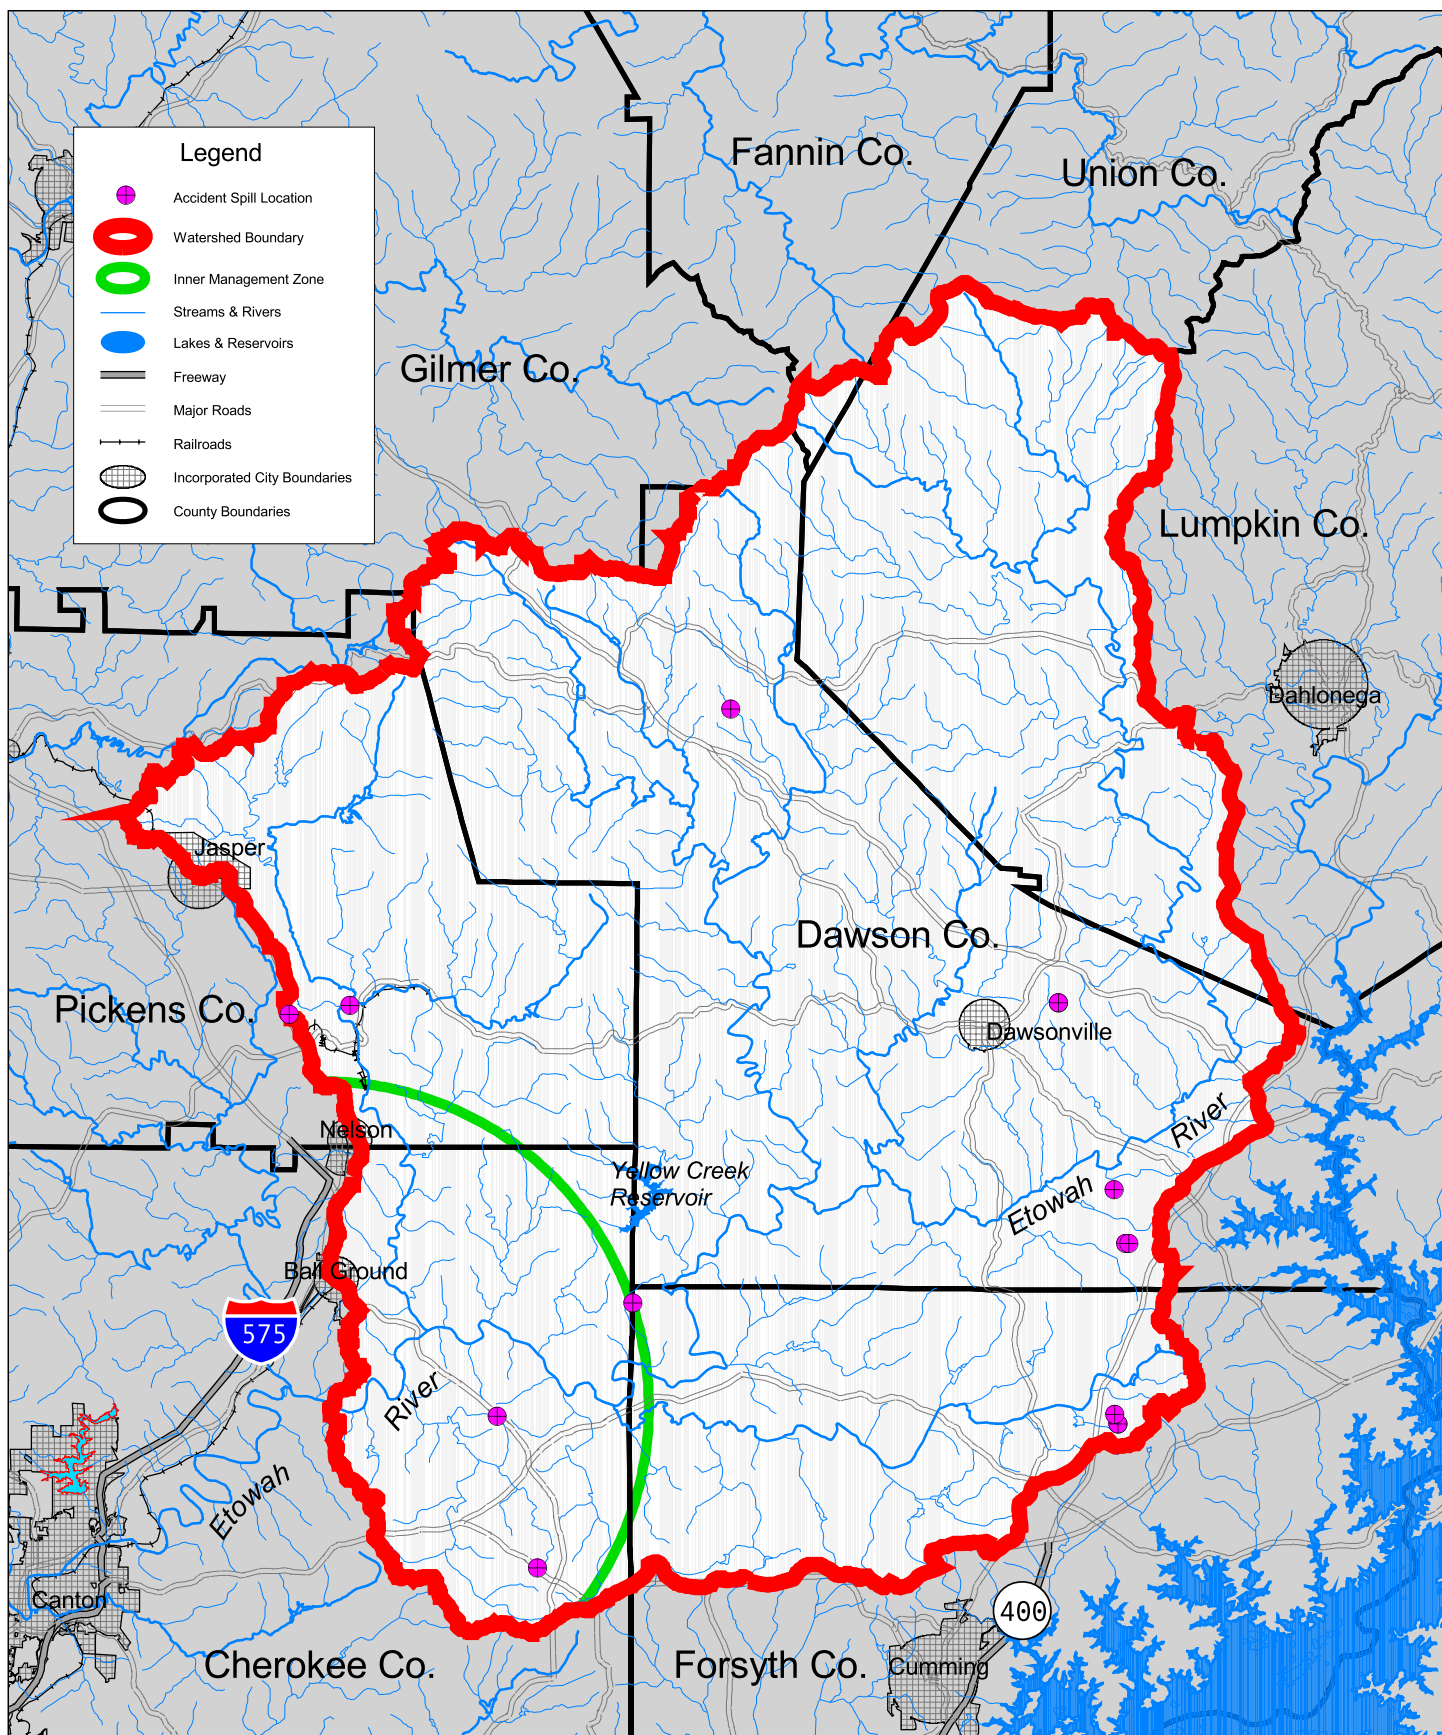 Legend
Accident Spill Location
Watershed Boundary
Inner Management Zone
Streams & Rivers
Lakes & Reservoirs
Freeway
Major Roads
Railroads
Incorporated City Boundaries
County Boundaries
Fannin Co.
Union Co.
Gilmer Co.
Lumpkin Co.
Dahlonega
Jasper
Dawson Co.
Pickens Co.
Dawsonville
Nelson
River
Yellow Creek
Reservoir
Etowah
Ball Ground
575
River
Etowah
Canton
400
Cherokee Co.
Forsyth Co.
Cumming